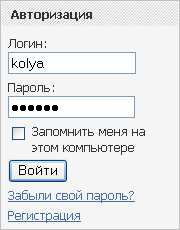 Авторизация
Логин:
kolya
Пароль:
●●●●●●
Запомнить меня на
этом компьютере
Войти
Забыли свой пароль?
Регистрация